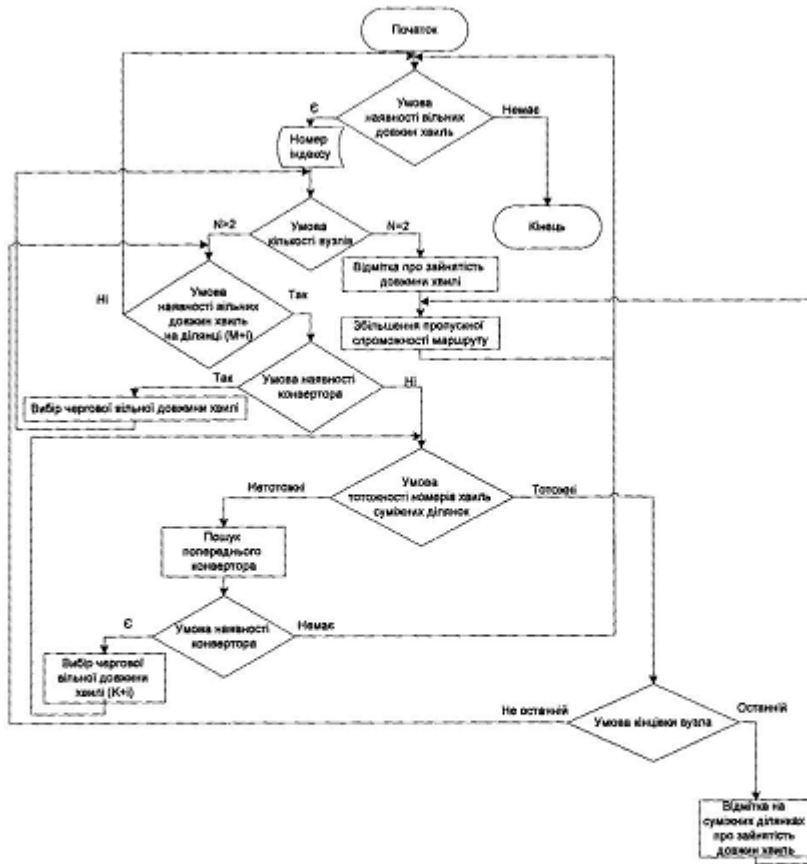 Початок
Умова
наявності вільних
довжин хвиль
Є
Немає
Номер
індексу
Кінець
N>2
Умова
кількості вузлів
N=2
Відмітка про зайнятість
довжини хвилі
Ні
Умова
наявності вільних
довжин хвиль
на ділянці (M+i)
Так
Збільшення пропускної
спроможності маршруту
Так
Умова наявності
конвертора
Ні
Вибір чергової вільної довжини хвилі
Нетотожні
Умова
тотожності номерів хвиль
суміжних ділянок
Тотожні
Пошук
попереднього
конвертора
Є
Умова наявності
конвертора
Немає
Вибір чергової
вільної довжини
хвилі (K+i)
Не останній
Умова кінцівки вузла
Останній
Відмітка на
суміжних ділянках
про зайнятість
довжин хвиль